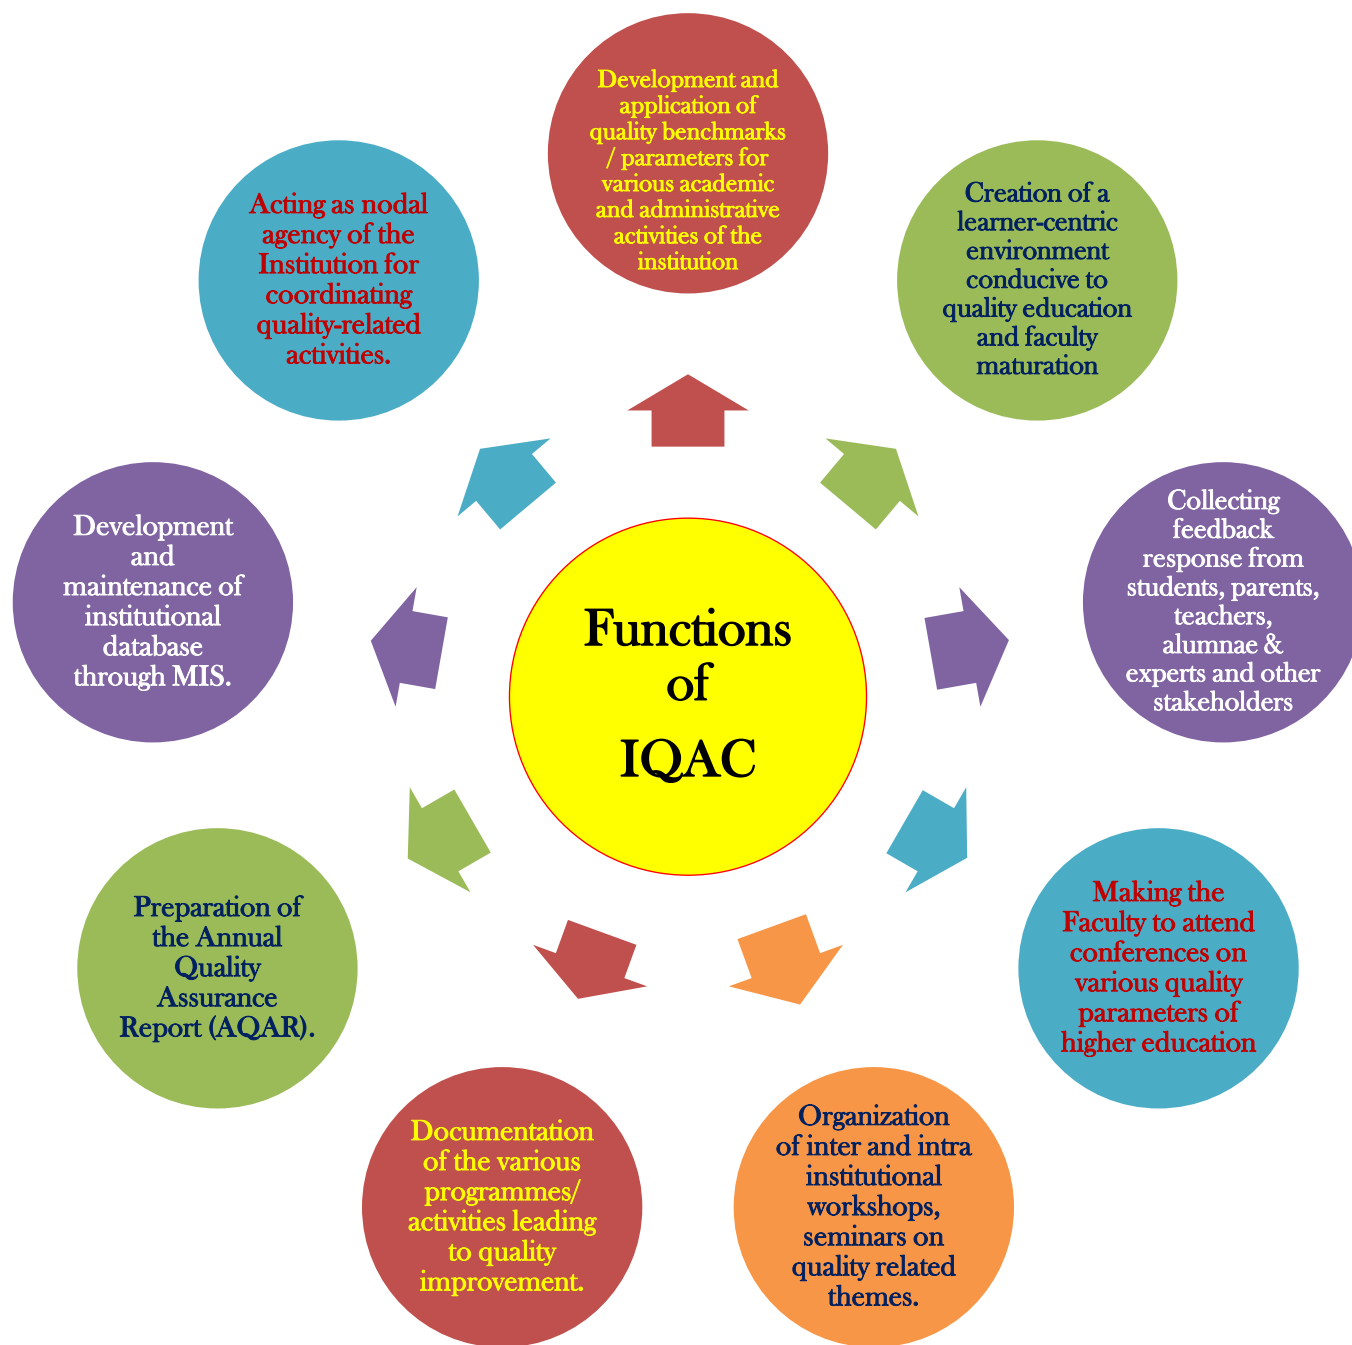 Development and
application of
quality benchmarks
/ parameters for
various academic
and administrative
activities of the
institution
Creation of a
learner-centric
environment
conducive to
quality education
and faculty
maturation
Collecting
feedback
response from
students, parents,
teachers,
alumnae &
experts and other
stakeholders
Making the
Faculty to attend
conferences on
various quality
parameters of
higher education
Organization
of inter and intra
institutional
workshops,
seminars on
quality related
themes.
Documentation
of the various
programmes/
activities leading
to quality
improvement.
Preparation of
the Annual
Quality
Assurance
Report (AQAR).
Development
and
maintenance of
institutional
database
through MIS.
Acting as nodal
agency of the
Institution for
coordinating
quality-related
activities.
Functions
of
IQAC